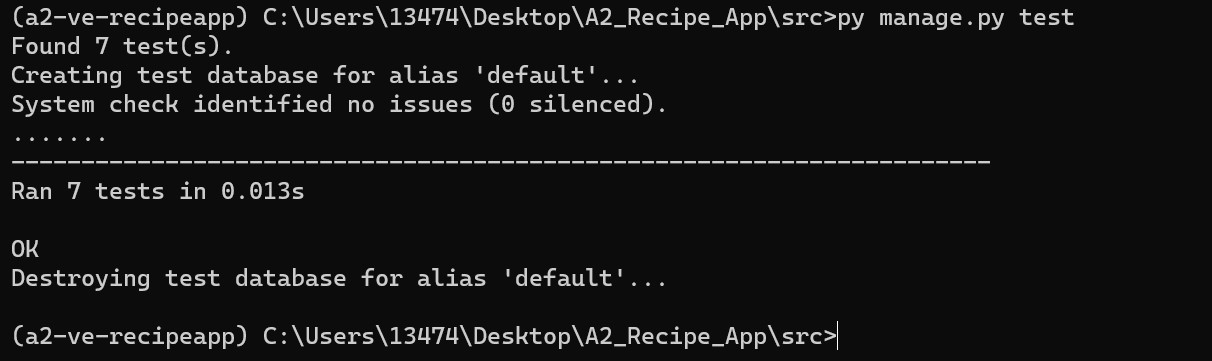 (a2-ve-recipeapp) C:\Users\13474\Desktop\A2_Recipe_App\src>py manage.py test
Found 7 test(s).
Creating test database for alias 'default'...
System check identified no issues (0 silenced).
.......
----------------------------------------------------------------------
Ran 7 tests in 0.013s
OK
Destroying test database for alias 'default'...
(a2-ve-recipeapp) C:\Users\13474\Desktop\A2_Recipe_App\src>